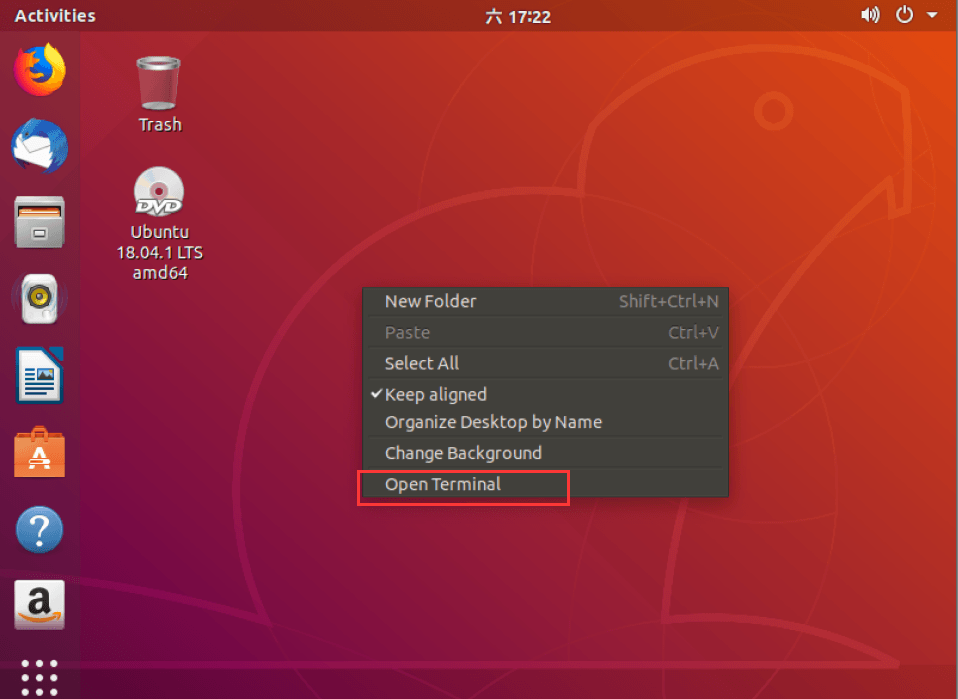 Activities
六 17:22
Trash
DVD
Ubuntu
18.04.1 LTS
amd64
New Folder Shift+Ctrl+N
Paste Ctrl+V
Select All Ctrl+A
Keep aligned
Organize Desktop by Name
Change Background
Open Terminal
A
?
a